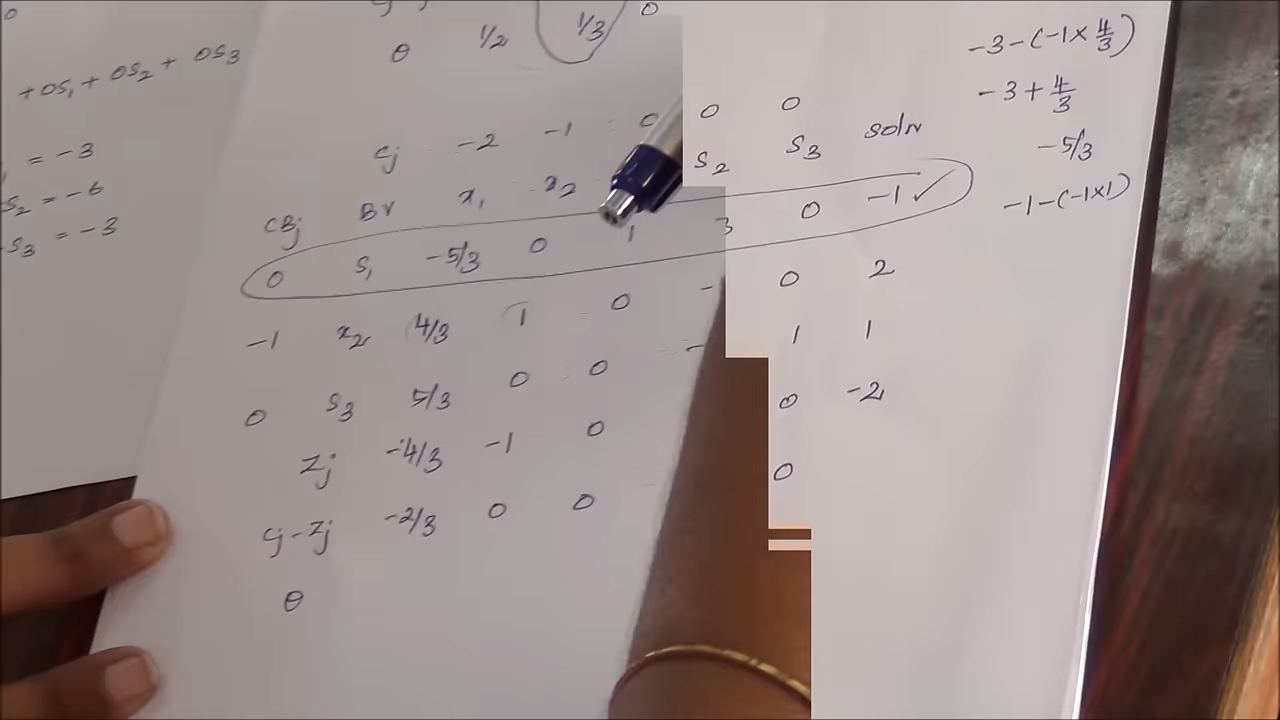 0
+0S₁ + 0S₂ + 0S₃
= -3
S₂ = -6
S₃ = -3
0
θ 1/2 1/3
Cj -2 -1 0 0 0
CBj BV x₁ x₂ S₂ S₃ Soln
0 S₁ -5/3 0 1 3 0 -1 ✓
-1 x₂ 4/3 1 0 - 0 2
0 S₃ 5/3 0 0 - 1 1
Zj -4/3 -1 0 0 -2
Cj-Zj -2/3 0 0 0
θ
-3-(-1×4/3)
-3+4/3
-5/3
-1-(-1×1)